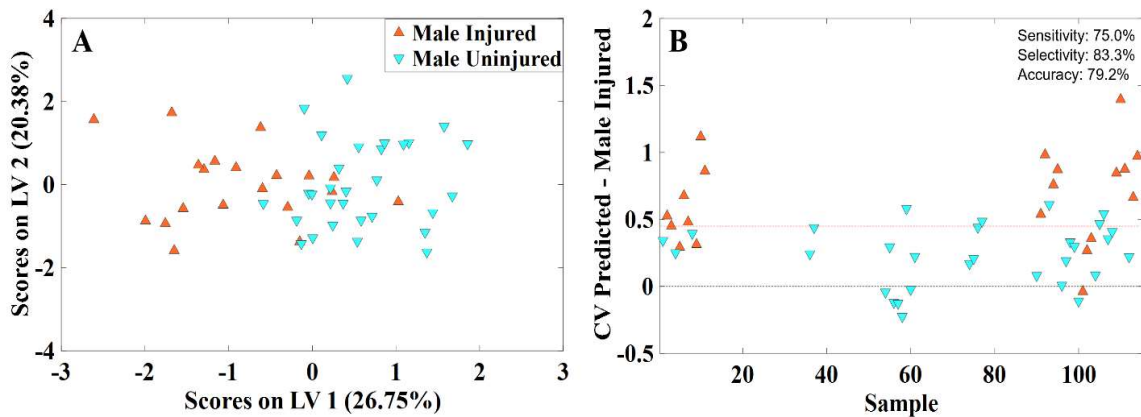 A
Male Injured
Male Uninjured
Scores on LV 2 (20.38%)
4
2
0
-2
-4
-3
-2
-1
0
1
2
3
Scores on LV 1 (26.75%)
B
Sensitivity: 75.0%
Selectivity: 83.3%
Accuracy: 79.2%
CV Predicted - Male Injured
2
1.5
1
0.5
0
-0.5
20
40
60
80
100
Sample